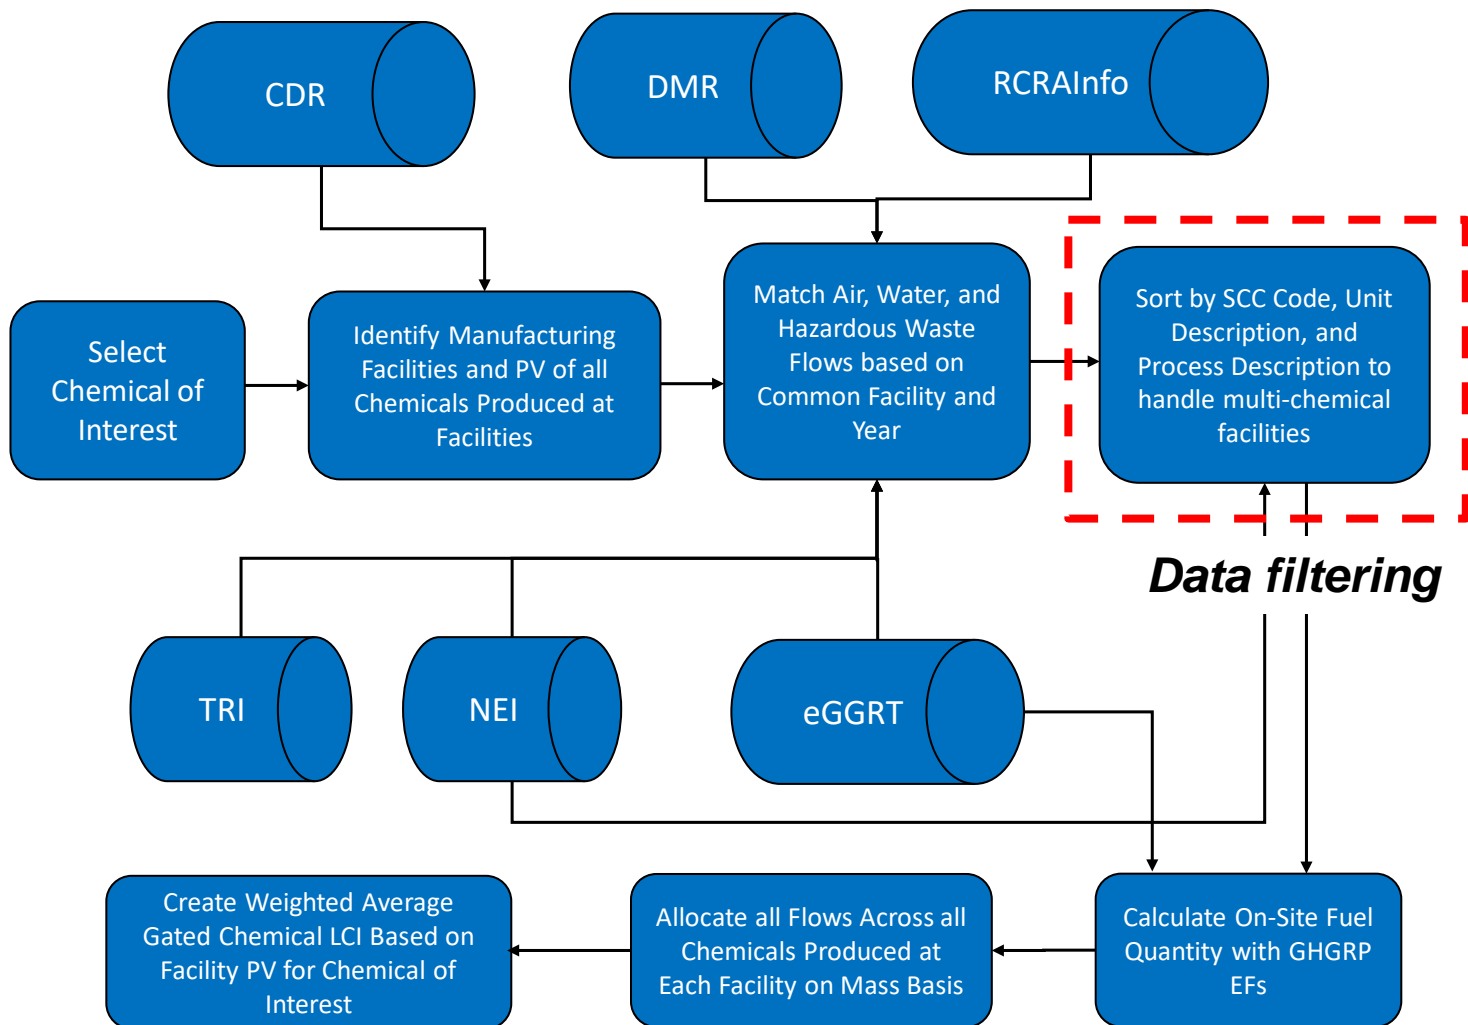 CDR
DMR
RCRAInfo
Select
Chemical of
Interest
Identify Manufacturing
Facilities and PV of all
Chemicals Produced at
Facilities
Match Air, Water, and
Hazardous Waste
Flows based on
Common Facility and
Year
Sort by SCC Code, Unit
Description, and
Process Description to
handle multi-chemical
facilities
Data filtering
TRI
NEI
eGGRT
Create Weighted Average
Gated Chemical LCI Based on
Facility PV for Chemical of
Interest
Allocate all Flows Across all
Chemicals Produced at
Each Facility on Mass Basis
Calculate On-Site Fuel
Quantity with GHGRP
EFs